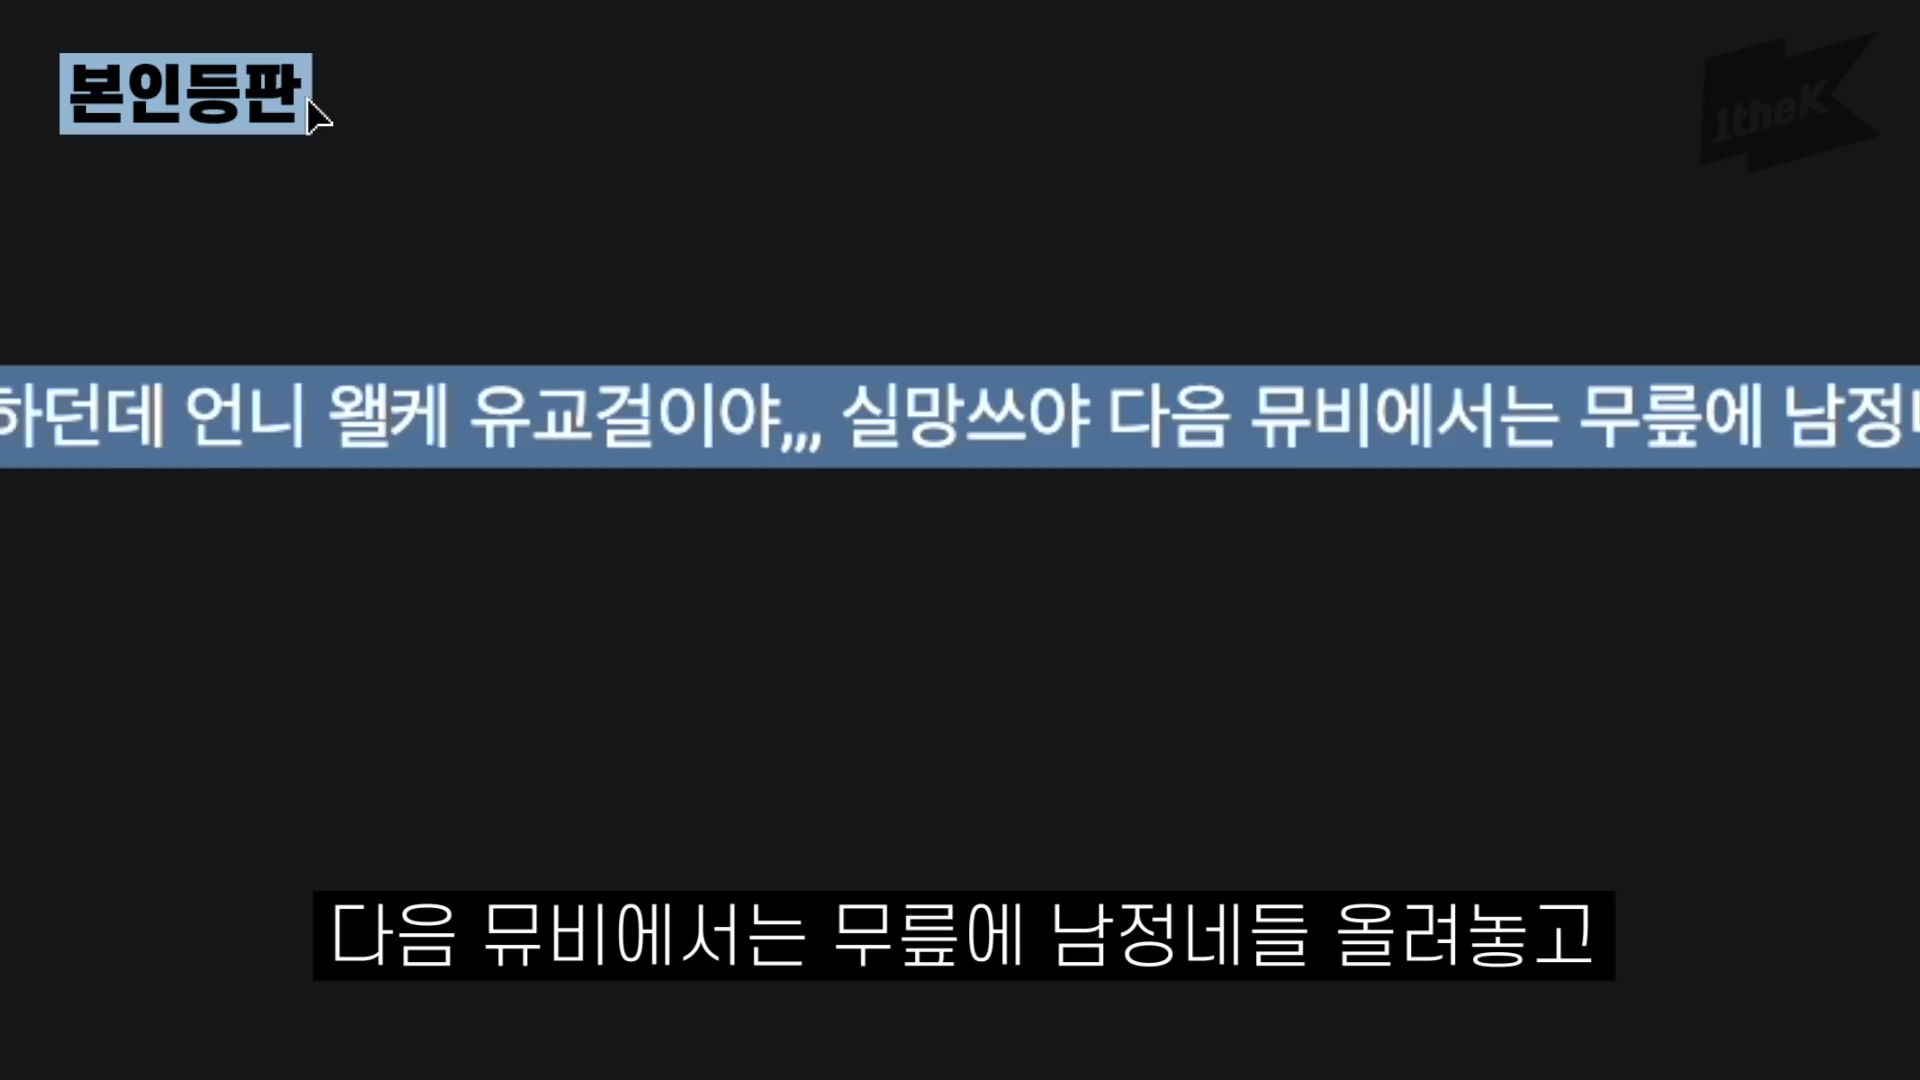 본인등판
1theK
하던데 언니 왤케 유교걸이야,,, 실망쓰야 다음 뮤비에서는 무릎에 남정
다음 뮤비에서는 무릎에 남정네들 올려놓고